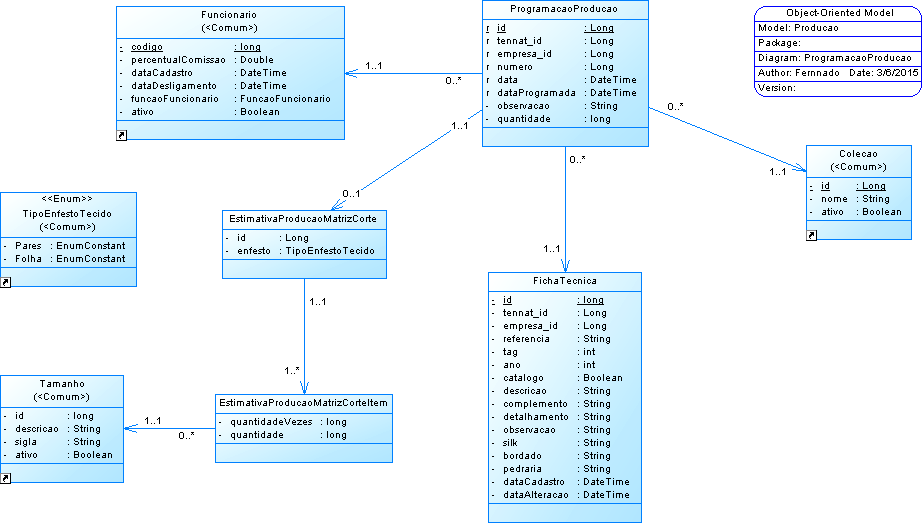 Funcionario
(<Comum>)
- codigo : long
- percentualComissao : Double
- dataCadastro : DateTime
- dataDesligamento : DateTime
- funcaoFuncionario : FuncaoFuncionario
- ativo : Boolean
ProgramacaoProducao
r id : Long
r tennat_id : Long
r empresa_id : Long
r numero : Long
r data : DateTime
r dataProgramada : DateTime
- observacao : String
- quantidade : long
Object-Oriented Model
Model: Producao
Package:
Diagram: ProgramacaoProducao
Author: Fernnado Date: 3/6/2015
Version:
1..1
0..*
1..1
0..1
0..*
1..1
0..*
1..1
Colecao
(<Comum>)
- id : Long
- nome : String
- ativo : Boolean
<<Enum>>
TipoEnfestoTecido
(<Comum>)
- Pares : EnumConstant
- Folha : EnumConstant
EstimativaProducaoMatrizCorte
- id : Long
- enfesto : TipoEnfestoTecido
1..1
1..*
FichaTecnica
- id : long
- tennat_id : Long
- empresa_id : Long
- referencia : String
- tag : int
- ano : int
- catalogo : Boolean
- descricao : String
- complemento : String
- detalhamento : String
- observacao : String
- silk : String
- bordado : String
- pedraria : String
- dataCadastro : DateTime
- dataAlteracao : DateTime
Tamanho
(<Comum>)
- id : long
- descricao : String
- sigla : String
- ativo : Boolean
1..1
0..*
EstimativaProducaoMatrizCorteItem
- quantidadeVezes : long
- quantidade : long